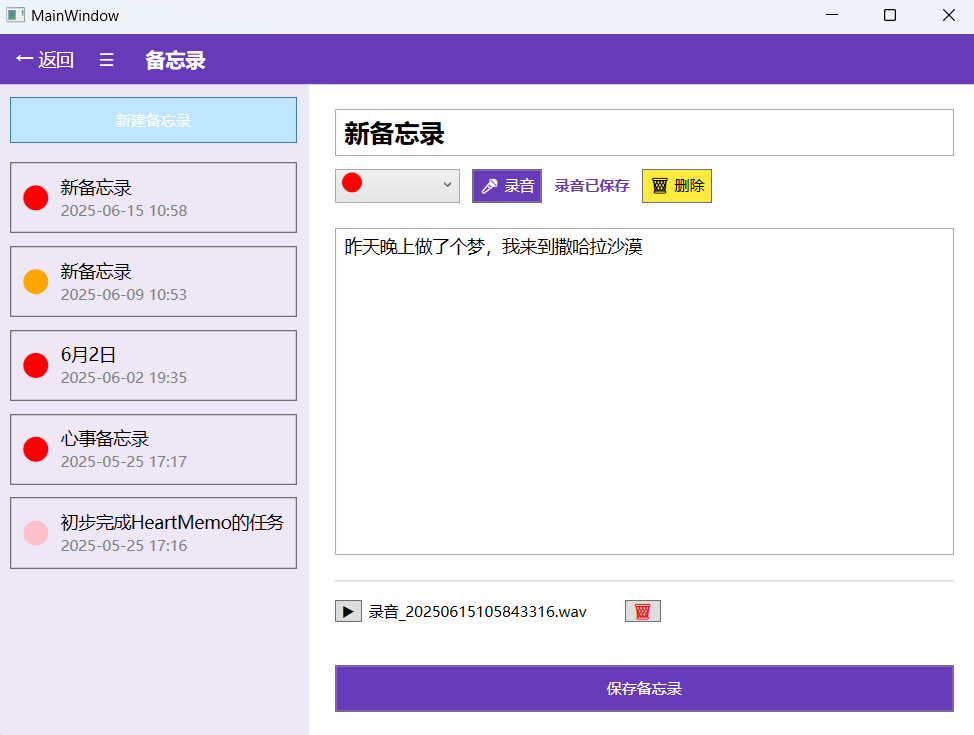 MainWindow
← 返回 ☰ 备忘录
新建备忘录
新备忘录
2025-06-15 10:58
新备忘录
2025-06-09 10:53
6月2日
2025-06-02 19:35
心事备忘录
2025-05-25 17:17
初步完成HeartMemo的任务
2025-05-25 17:16
新备忘录
录音 录音已保存 删除
昨天晚上做了个梦，我来到撒哈拉沙漠
录音_20250615105843316.wav
保存备忘录